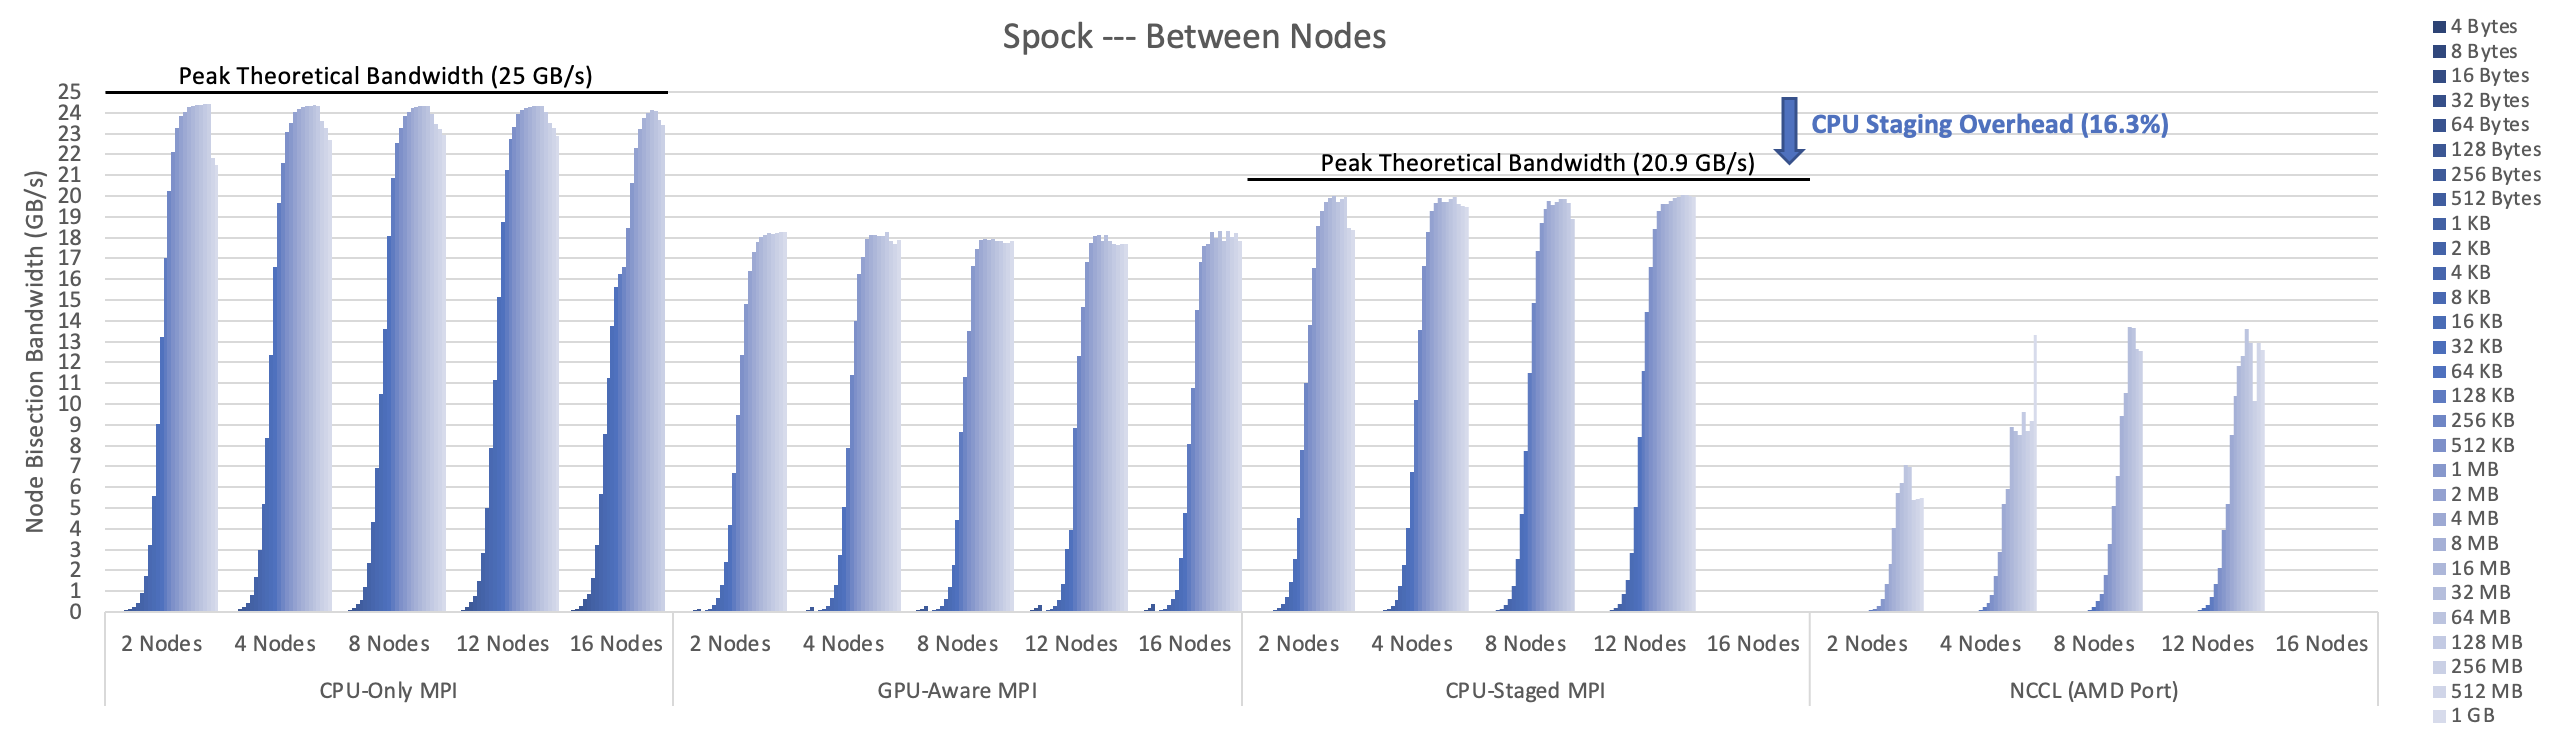 Spock --- Between Nodes
Peak Theoretical Bandwidth (25 GB/s)
CPU Staging Overhead (16.3%)
Peak Theoretical Bandwidth (20.9 GB/s)
Node Bisection Bandwidth (GB/s)
25
24
23
22
21
20
19
18
17
16
15
14
13
12
11
10
9
8
7
6
5
4
3
2
1
0
2 Nodes 4 Nodes 8 Nodes 12 Nodes 16 Nodes 2 Nodes 4 Nodes 8 Nodes 12 Nodes 16 Nodes 2 Nodes 4 Nodes 8 Nodes 12 Nodes 16 Nodes 2 Nodes 4 Nodes 8 Nodes 12 Nodes 16 Nodes
CPU-Only MPI GPU-Aware MPI CPU-Staged MPI NCCL (AMD Port)
4 Bytes
8 Bytes
16 Bytes
32 Bytes
64 Bytes
128 Bytes
256 Bytes
512 Bytes
1 KB
2 KB
4 KB
8 KB
16 KB
32 KB
64 KB
128 KB
256 KB
512 KB
1 MB
2 MB
4 MB
8 MB
16 MB
32 MB
64 MB
128 MB
256 MB
512 MB
1 GB